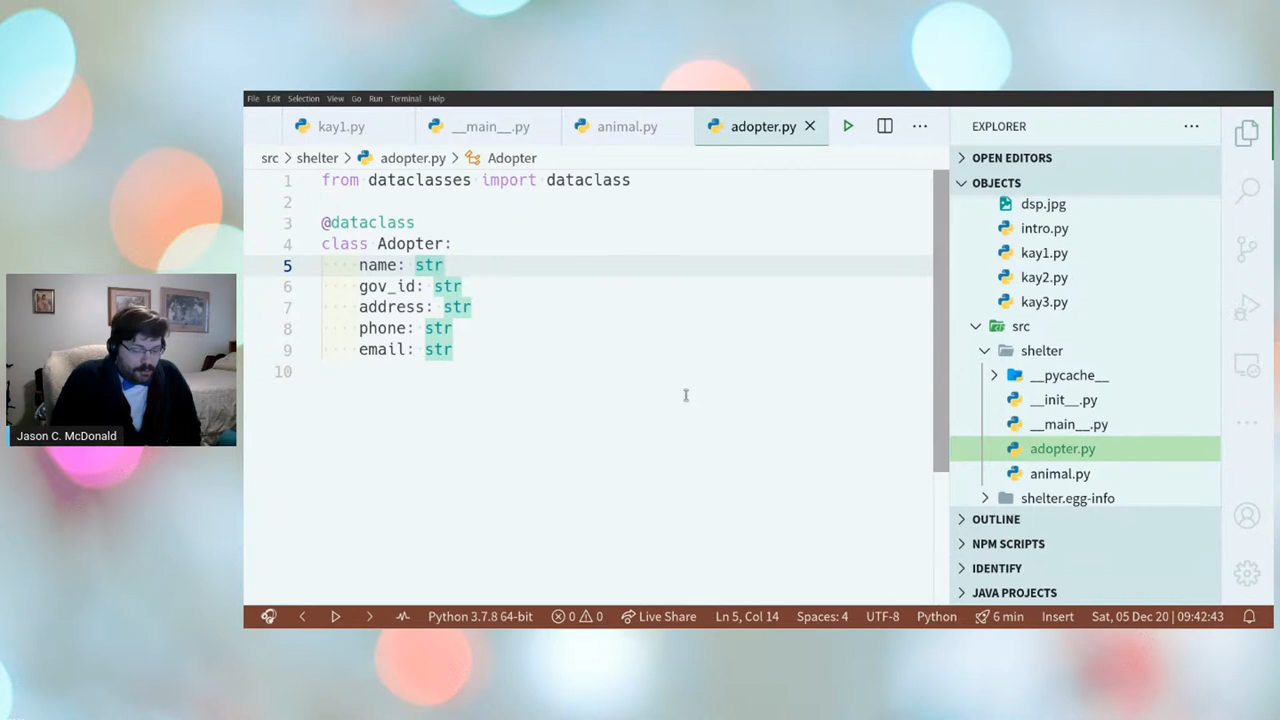 File Edit Selection View Go Run Terminal Help
kay1.py __main__.py animal.py adopter.py
src > shelter > adopter.py > Adopter
1 from dataclasses import dataclass
2
3 @dataclass
4 class Adopter:
5 name: str
6 gov_id: str
7 address: str
8 phone: str
9 email: str
10
EXPLORER
OPEN EDITORS
OBJECTS
dsp.jpg
intro.py
kay1.py
kay2.py
kay3.py
src
shelter
__pycache__
__init__.py
__main__.py
adopter.py
animal.py
shelter.egg-info
OUTLINE
NPM SCRIPTS
IDENTIFY
JAVA PROJECTS
Jason C. McDonald
Python 3.7.8 64-bit 0 0 Live Share Ln 5, Col 14 Spaces: 4 UTF-8 Python 6 min Insert Sat, 05 Dec 20 | 09:42:43